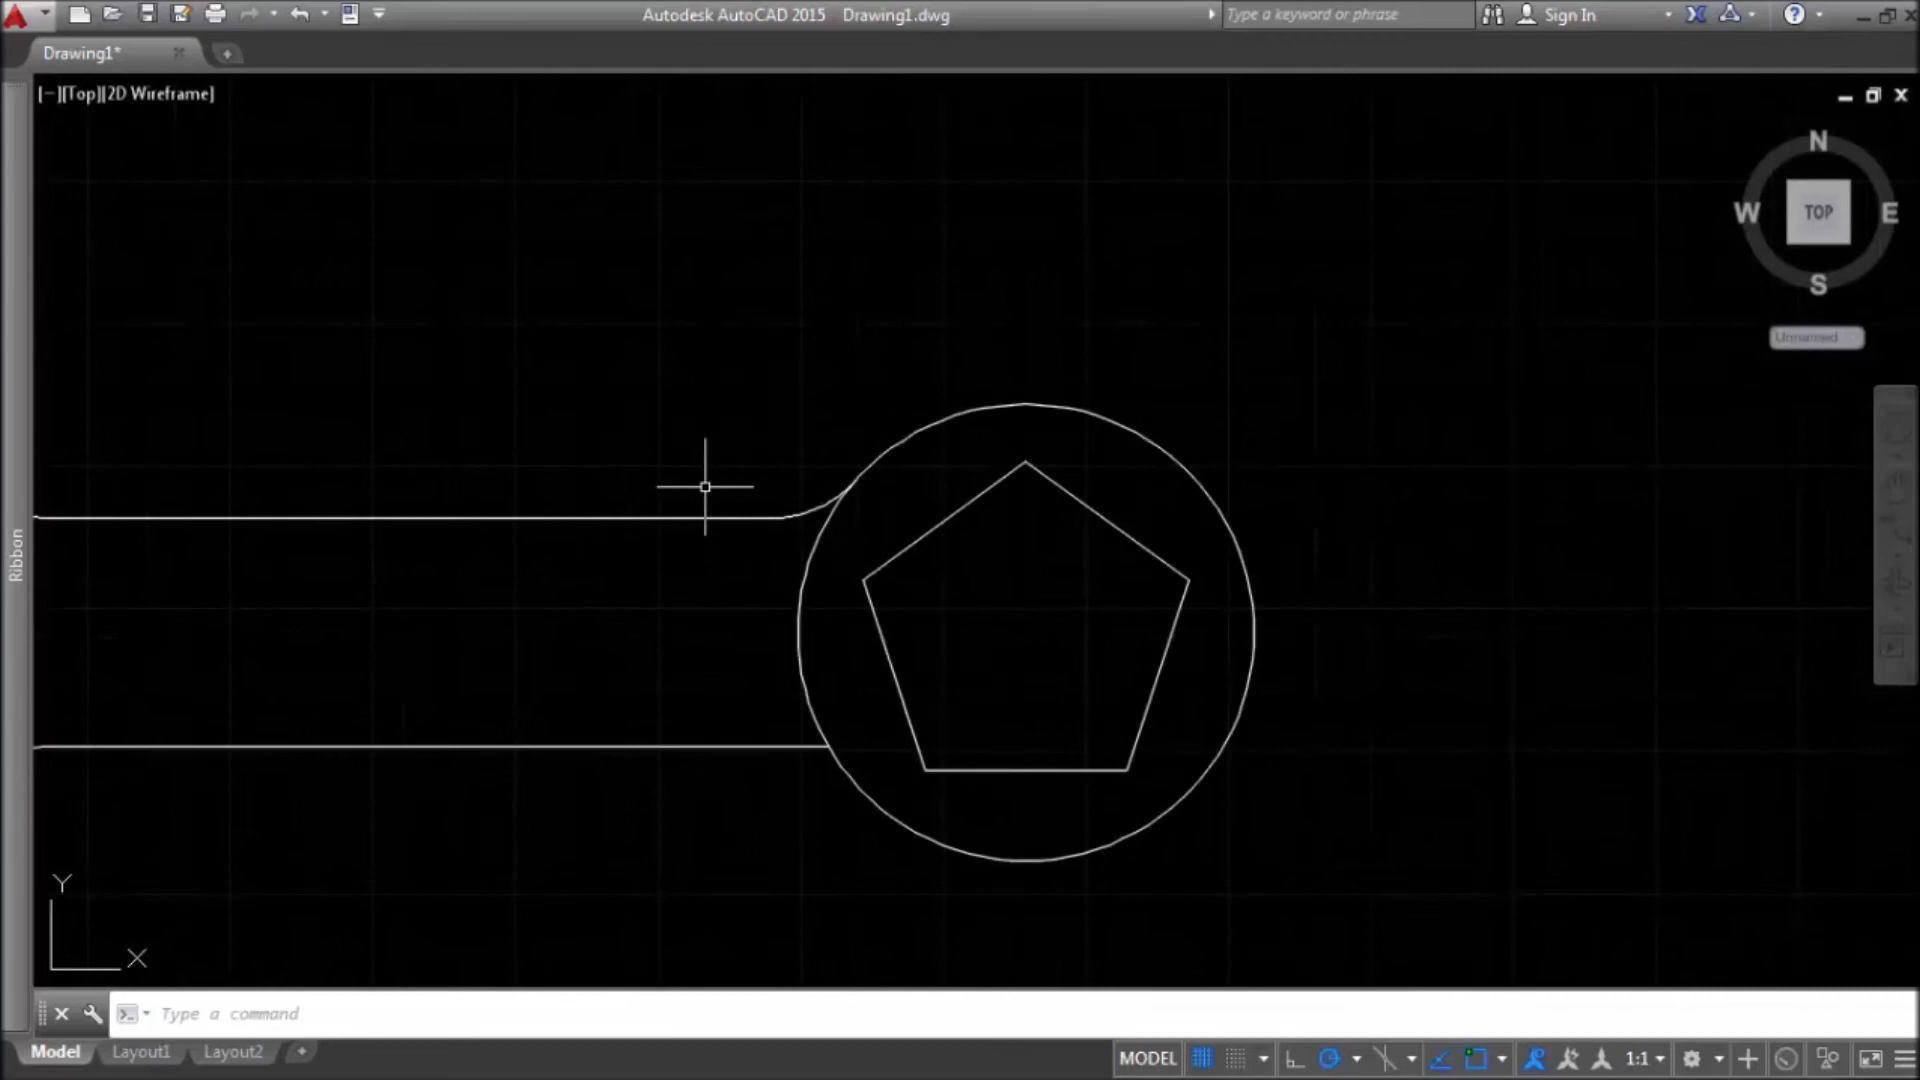 Autodesk AutoCAD 2015 Drawing1.dwg
Type a keyword or phrase
Sign In
Drawing1*
[−][Top][2D Wireframe]
N
W
TOP
E
S
Unnamed
Ribbon
Y
X
Type a command
Model
Layout1
Layout2
MODEL
1:1